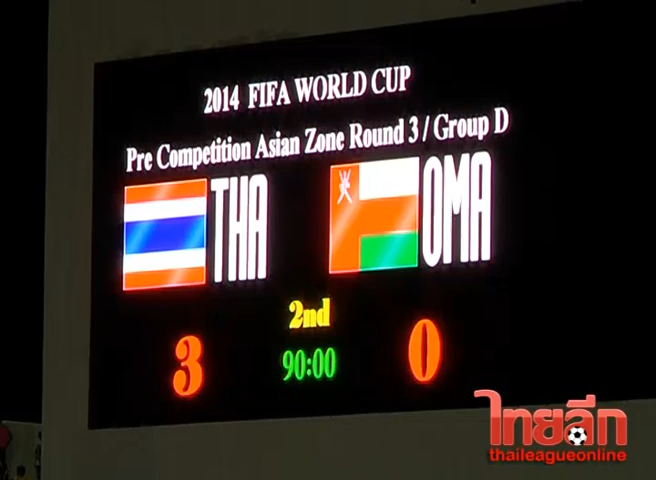 2014 FIFA WORLD CUP
Pre Competition Asian Zone Round 3 / Group D
THA OMA
2nd
3 90:00 0
ไทยลีก
thaileagueonline